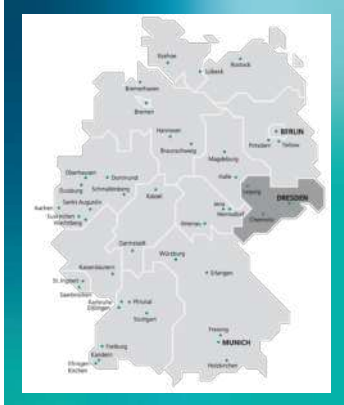 Itzehoe
Lübeck
Rostock
Bremerhaven
Bremen
Hannover
BERLIN
Potsdam
Teltow
Braunschweig
Magdeburg
Halle
Leipzig
Oberhausen
Dortmund
Duisburg
Schmallenberg
Kassel
DRESDEN
Sankt Augustin
Aachen
Euskirchen
Wachtberg
Jena
Hermsdorf
Chemnitz
Ilmenau
Darmstadt
Würzburg
Kaiserslautern
Erlangen
St. Ingbert
Saarbrücken
Karlsruhe
Pfinztal
Ettlingen
Stuttgart
Freising
Freiburg
MUNICH
Kandern
Efringen-
Kirchen
Holzkirchen